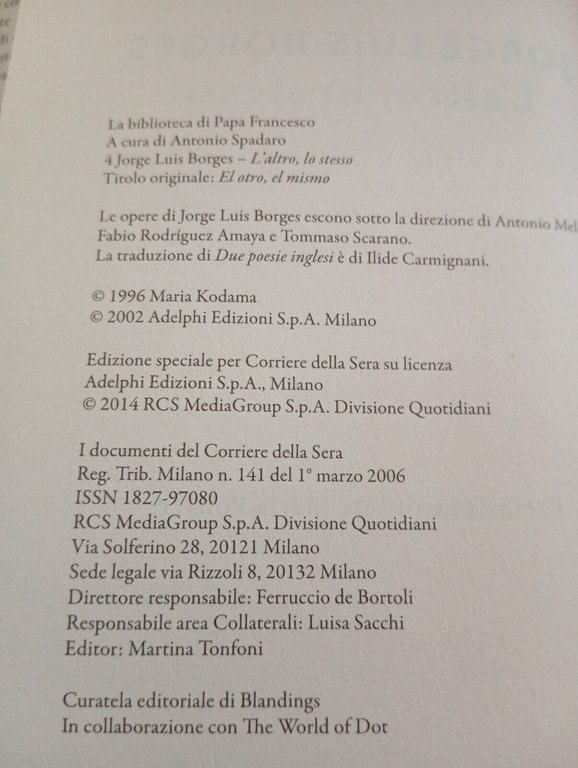 La biblioteca di Papa Francesco
A cura di Antonio Spadaro
4 Jorge Luis Borges – L'altro, lo stesso
Titolo originale: El otro, el mismo
Le opere di Jorge Luis Borges escono sotto la direzione di Antonio Mel
Fabio Rodríguez Amaya e Tommaso Scarano.
La traduzione di Due poesie inglesi è di Ilide Carmignani.
© 1996 Maria Kodama
© 2002 Adelphi Edizioni S.p.A. Milano
Edizione speciale per Corriere della Sera su licenza
Adelphi Edizioni S.p.A., Milano
© 2014 RCS MediaGroup S.p.A. Divisione Quotidiani
I documenti del Corriere della Sera
Reg. Trib. Milano n. 141 del 1° marzo 2006
ISSN 1827-97080
RCS MediaGroup S.p.A. Divisione Quotidiani
Via Solferino 28, 20121 Milano
Sede legale via Rizzoli 8, 20132 Milano
Direttore responsabile: Ferruccio de Bortoli
Responsabile area Collaterali: Luisa Sacchi
Editor: Martina Tonfoni
Curatela editoriale di Blandings
In collaborazione con The World of Dot